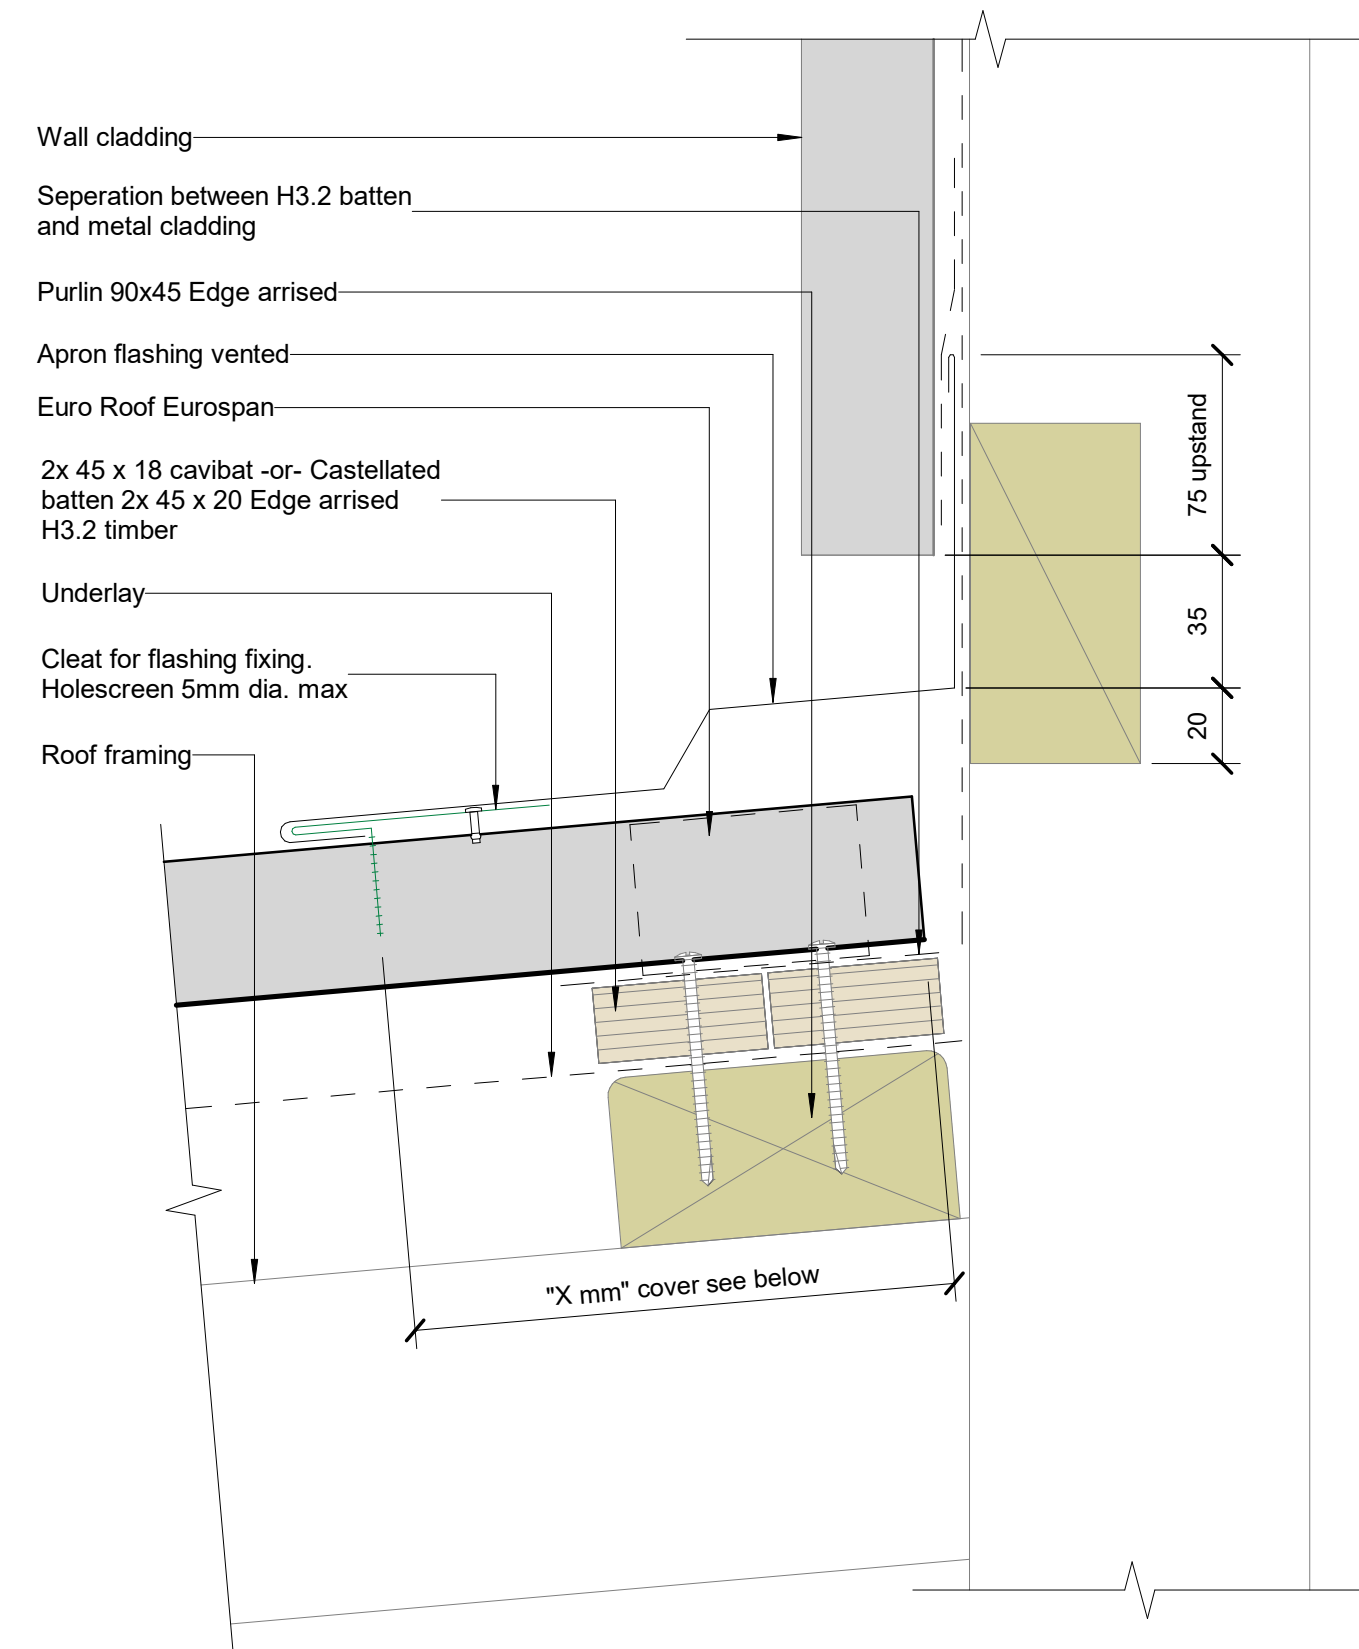 Wall cladding
Seperation between H3.2 batten
and metal cladding
Purlin 90x45 Edge arrised
Apron flashing vented
Euro Roof Eurospan
2x 45 x 18 cavibat -or- Castellated
batten 2x 45 x 20 Edge arrised
H3.2 timber
Underlay
Cleat for flashing fixing.
Holescreen 5mm dia. max
Roof framing
75 upstand
35
20
"X mm" cover see below